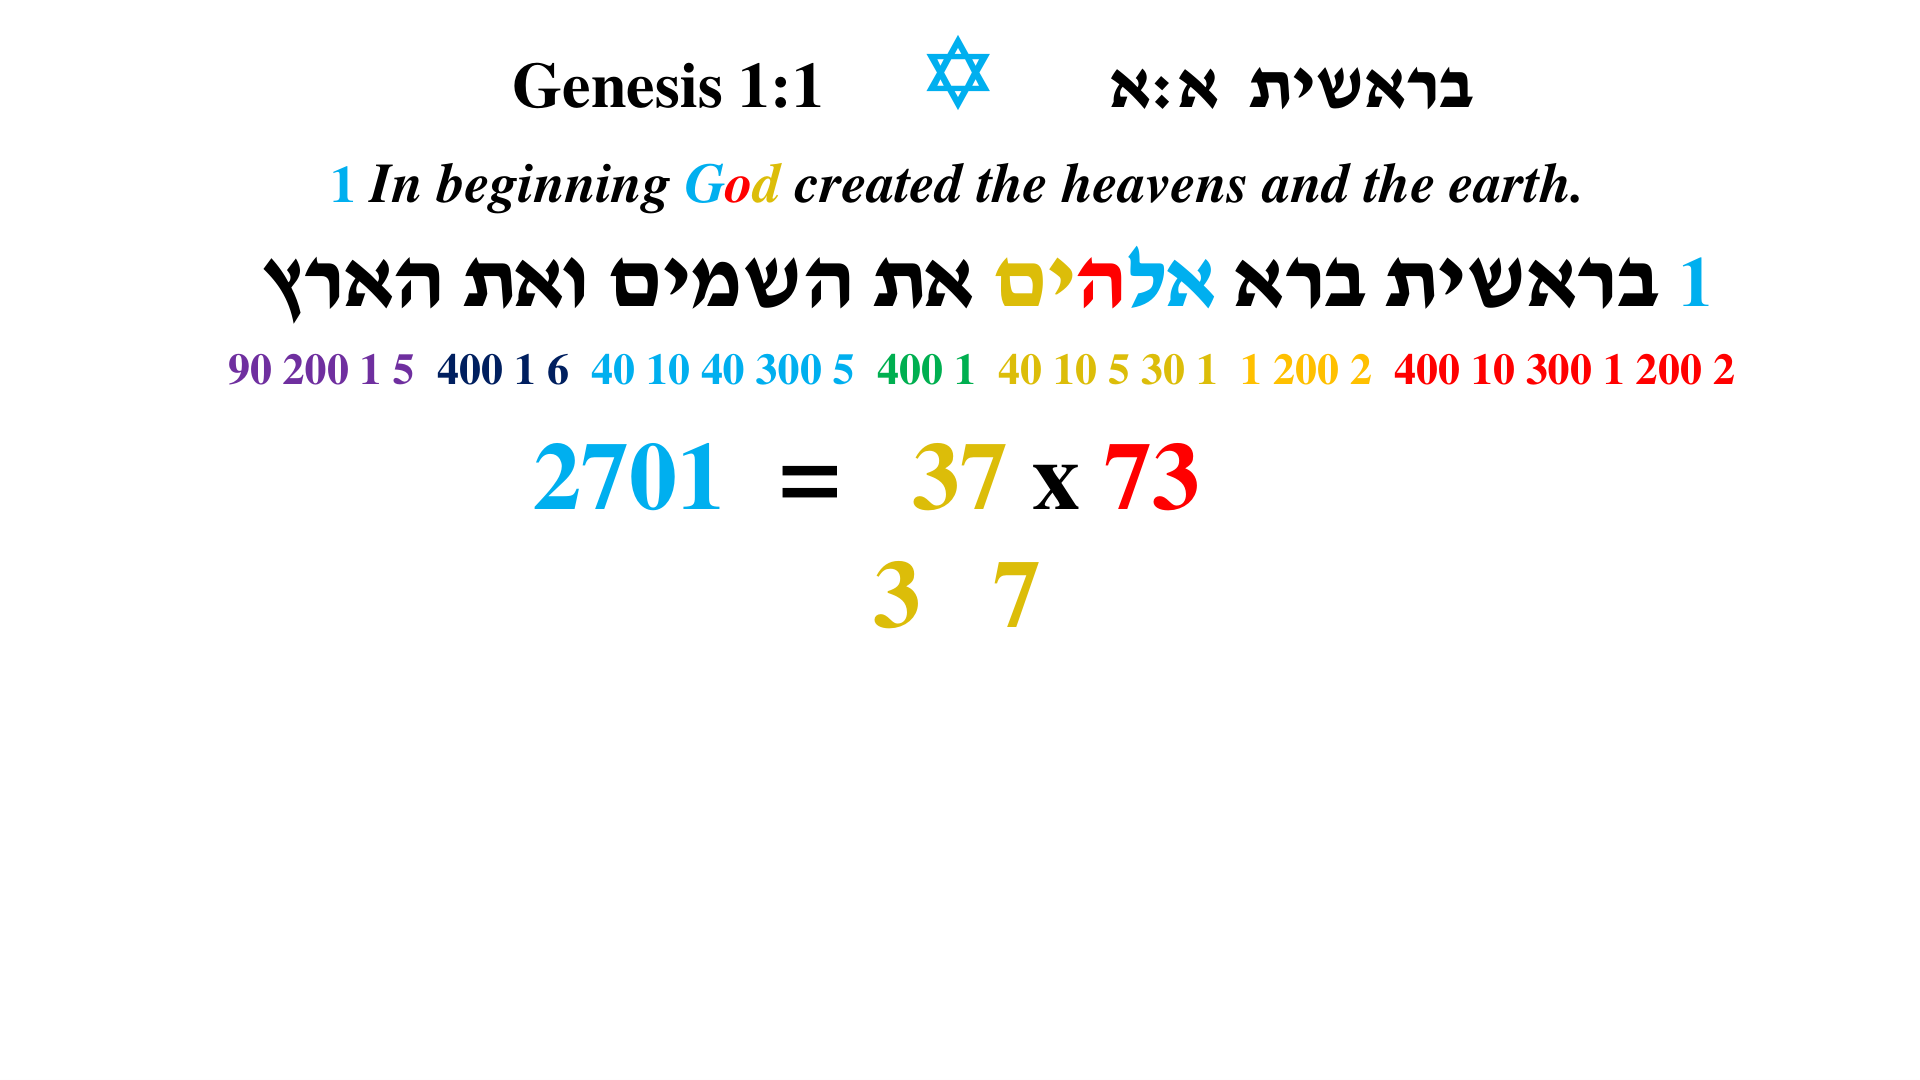 Genesis 1:1 ✡ בראשית א:א
1 In beginning God created the heavens and the earth.
1 בראשית ברא אלהים את השמים ואת הארץ
90 200 1 5 400 1 6 40 10 40 300 5 400 1 40 10 5 30 1 1 200 2 400 10 300 1 200 2
2701 = 37 x 73
3 7